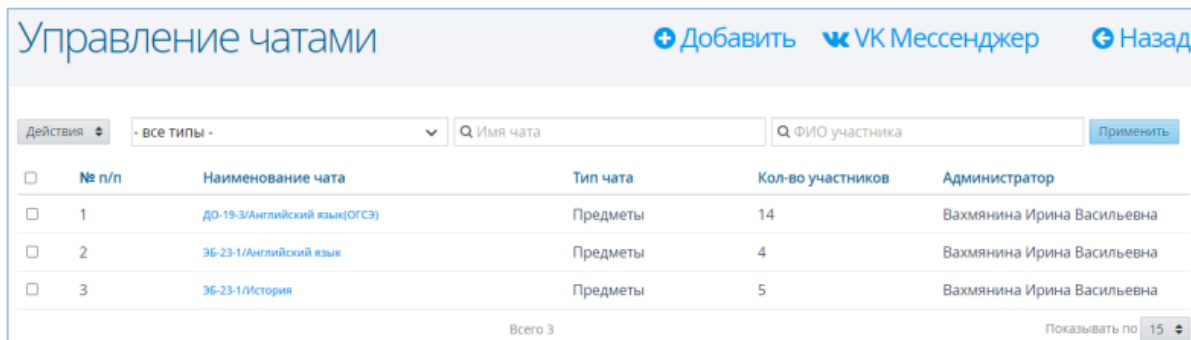 Управление чатами Добавить VK Мессенджер Назад
Действия - все типы - Имя чата ФИО участника Применить
№ п/п Наименование чата Тип чата Кол-во участников Администратор
1 ДО-19-3/Английский язык(ОГСЭ) Предметы 14 Вахмянина Ирина Васильевна
2 ЭБ-23-1/Английский язык Предметы 4 Вахмянина Ирина Васильевна
3 ЭБ-23-1/История Предметы 5 Вахмянина Ирина Васильевна
Всего 3 Показывать по 15